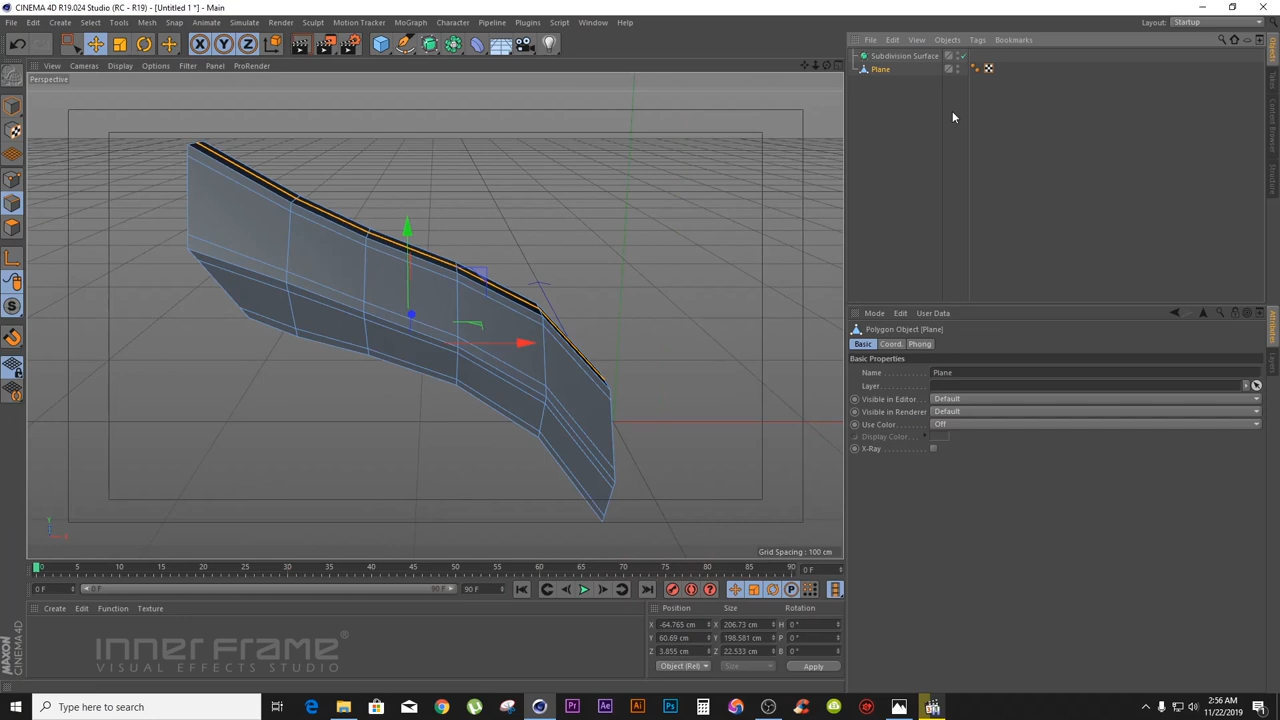 CINEMA 4D R19.024 Studio (RC - R19) - [Untitled 1 *] - Main
File Edit Create Select Tools Mesh Snap Animate Simulate Render Sculpt Motion Tracker MoGraph Character Pipeline Plugins Script Window Help
Layout: Startup
X Y Z
File Edit View Objects Tags Bookmarks
View Cameras Display Options Filter Panel ProRender
Subdivision Surface
Plane
Perspective
Objects
Takes
Content Browser
Structure
Mode Edit User Data
Polygon Object [Plane]
Basic Coord. Phong
Basic Properties
Name Plane
Layer
Visible in Editor Default
Visible in Renderer Default
Use Color Off
Display Color
X-Ray
Attributes
Layers
Y
X
Grid Spacing : 100 cm
0 5 10 15 20 25 30 35 40 45 50 55 60 65 70 75 80 85 90 0 F
0 F 0 F 90 F 90 F
Create Edit Function Texture
Position Size Rotation
X -64.765 cm X 206.73 cm H 0 °
Y 60.69 cm Y 198.581 cm P 0 °
Z 3.855 cm Z 22.533 cm B 0 °
Object (Rel) Size Apply
INNER FRAME®
VISUAL EFFECTS STUDIO
MAXON
CINEMA 4D
Type here to search
2:56 AM
11/22/2019